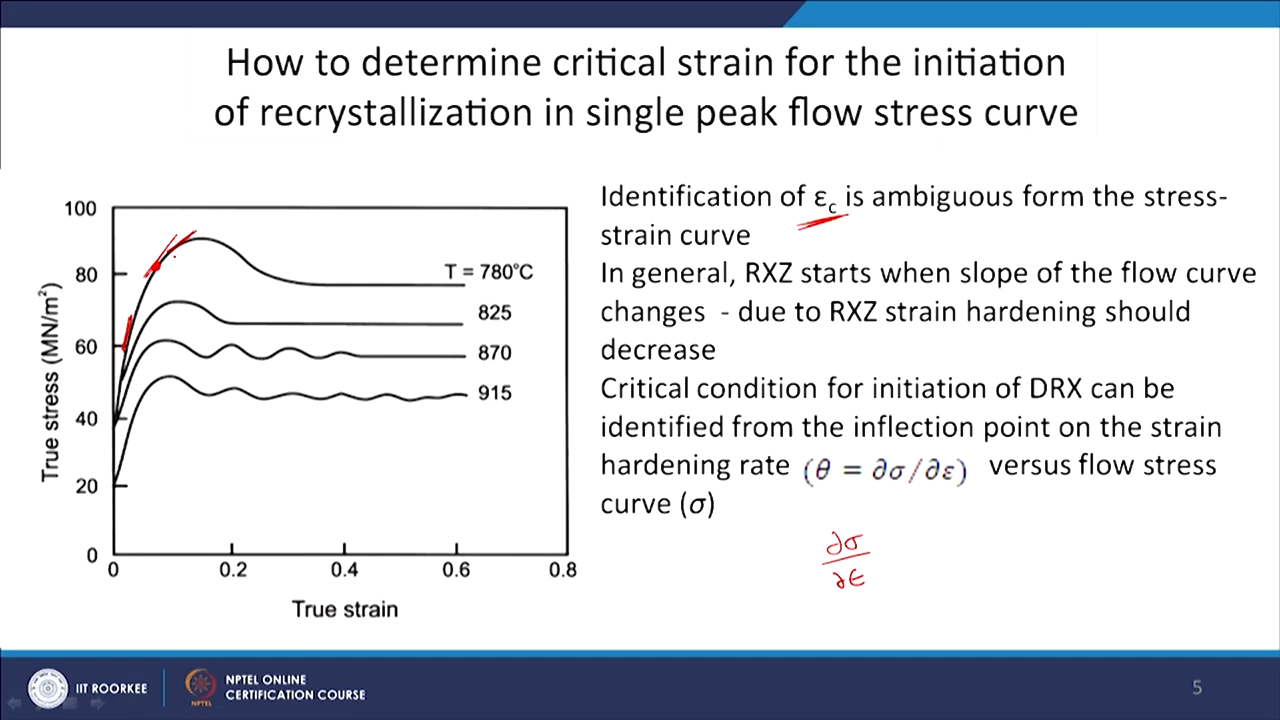 How to determine critical strain for the initiation
of recrystallization in single peak flow stress curve
Identification of εc is ambiguous form the stress-
strain curve
In general, RXZ starts when slope of the flow curve
changes - due to RXZ strain hardening should
decrease
Critical condition for initiation of DRX can be
identified from the inflection point on the strain
hardening rate (θ = ∂σ/∂ε) versus flow stress
curve (σ)
∂σ
∂ε
True stress (MN/m²)
100
80
60
40
20
0
T = 780°C
825
870
915
0 0.2 0.4 0.6 0.8
True strain
IIT ROORKEE
NPTEL
NPTEL ONLINE
CERTIFICATION COURSE
5